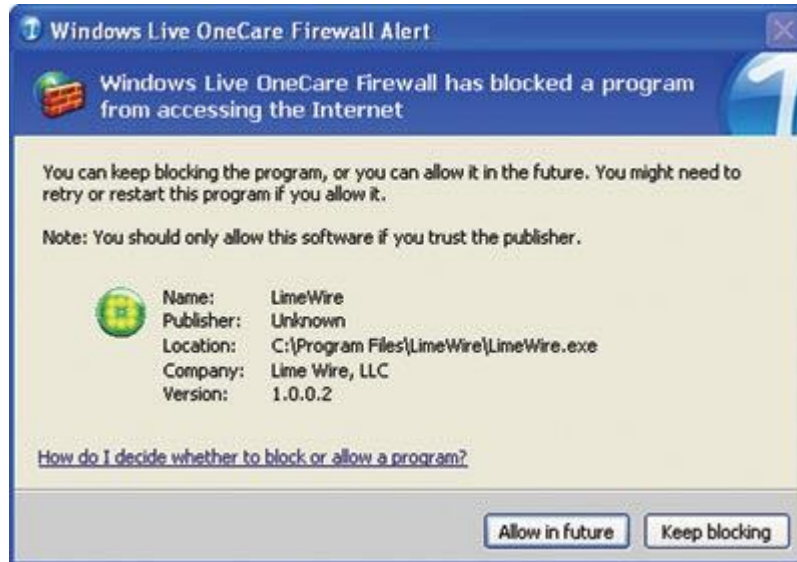 Windows Live OneCare Firewall Alert
Windows Live OneCare Firewall has blocked a program
from accessing the Internet
You can keep blocking the program, or you can allow it in the future. You might need to
retry or restart this program if you allow it.
Note: You should only allow this software if you trust the publisher.
Name: LimeWire
Publisher: Unknown
Location: C:\Program Files\LimeWire\LimeWire.exe
Company: Lime Wire, LLC
Version: 1.0.0.2
How do I decide whether to block or allow a program?
Allow in future Keep blocking